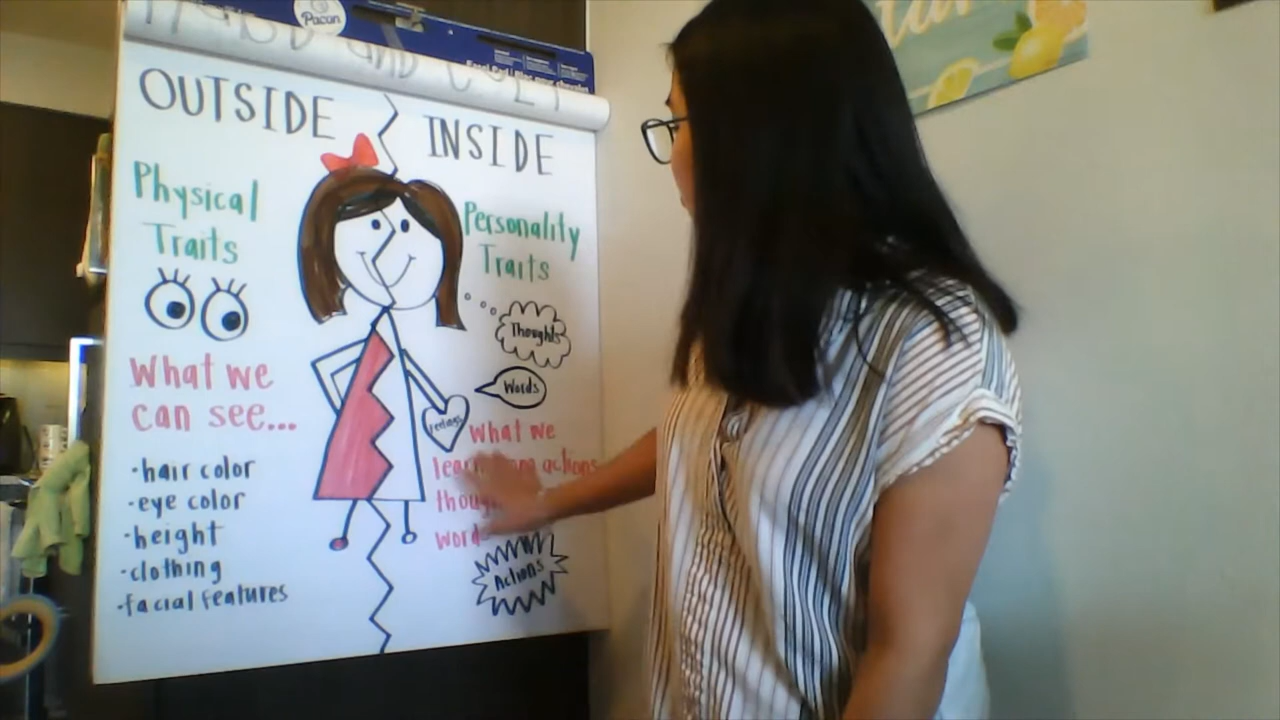 Pacon
OUTSIDE
Physical
Traits
What we
can see...
•hair color
•eye color
•height
•clothing
•facial features
INSIDE
Personality
Traits
Thoughts
Words
Feelings
What we
actions
Actions